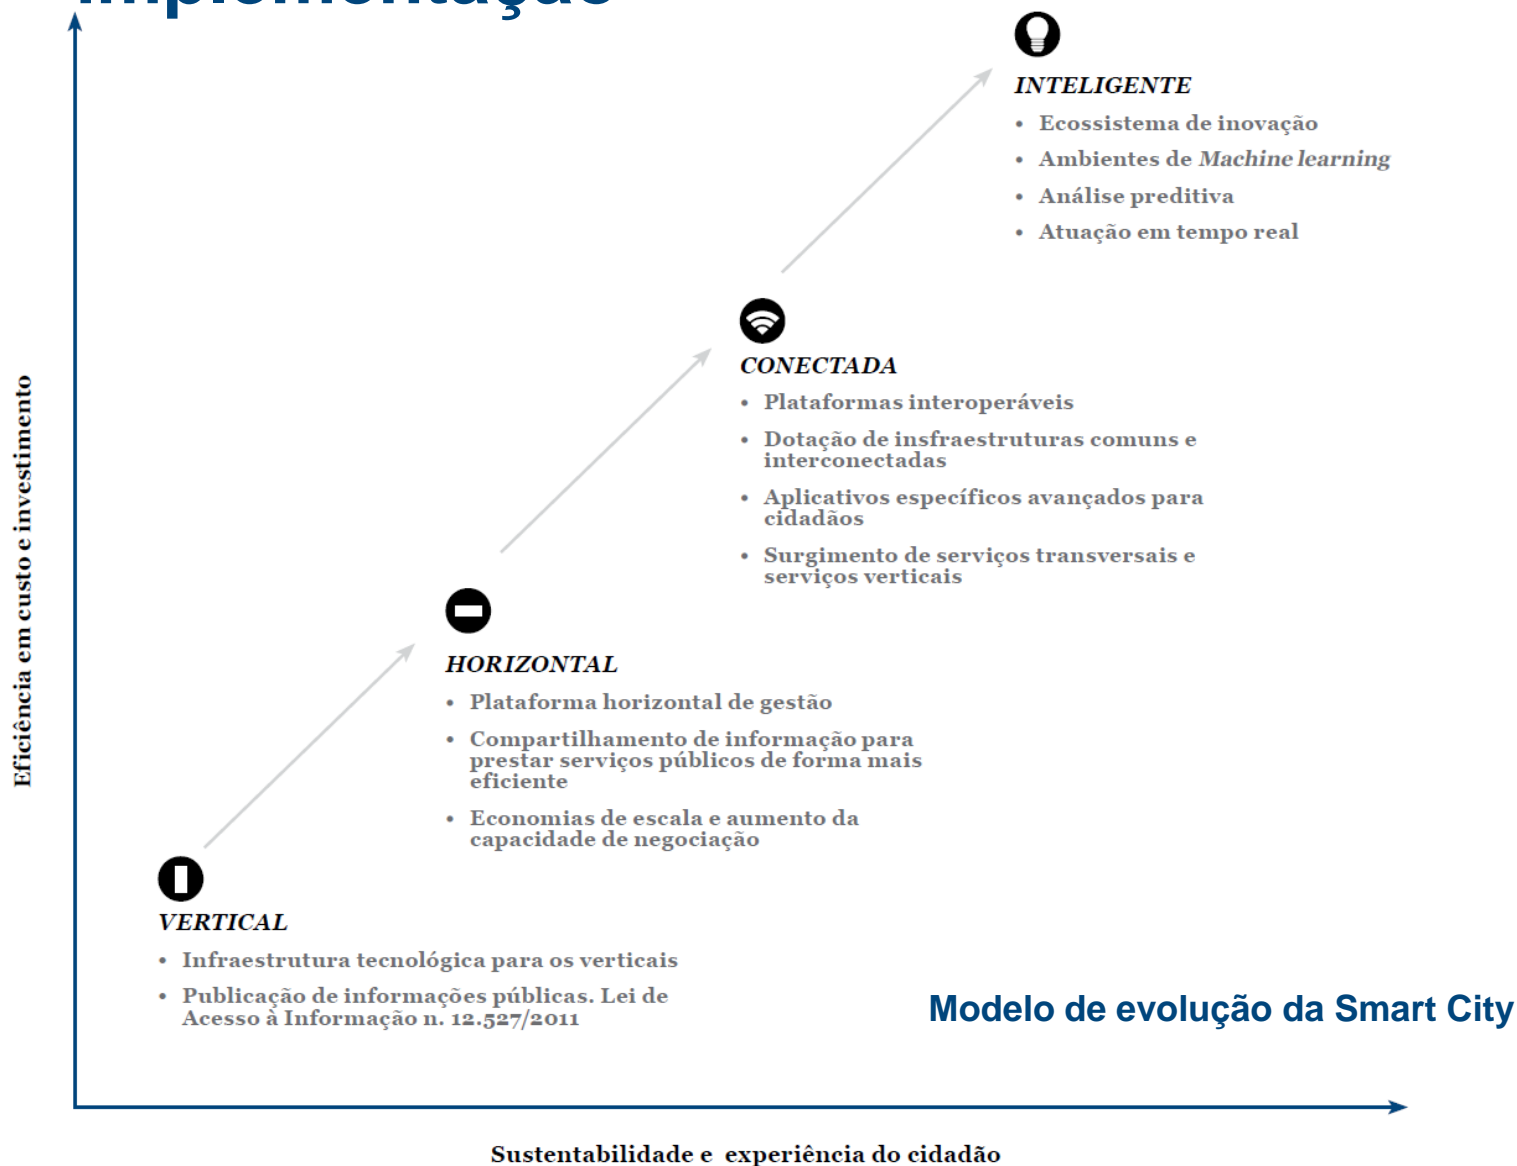 Implementação
INTELIGENTE
• Ecossistema de inovação
• Ambientes de Machine learning
• Análise preditiva
• Atuação em tempo real
CONECTADA
• Plataformas interoperáveis
• Dotação de insfraestruturas comuns e
interconectadas
• Aplicativos específicos avançados para
cidadãos
• Surgimento de serviços transversais e
serviços verticais
HORIZONTAL
• Plataforma horizontal de gestão
• Compartilhamento de informação para
prestar serviços públicos de forma mais
eficiente
• Economias de escala e aumento da
capacidade de negociação
VERTICAL
• Infraestrutura tecnológica para os verticais
• Publicação de informações públicas. Lei de
Acesso à Informação n. 12.527/2011
Modelo de evolução da Smart City
Eficiência em custo e investimento
Sustentabilidade e experiência do cidadão